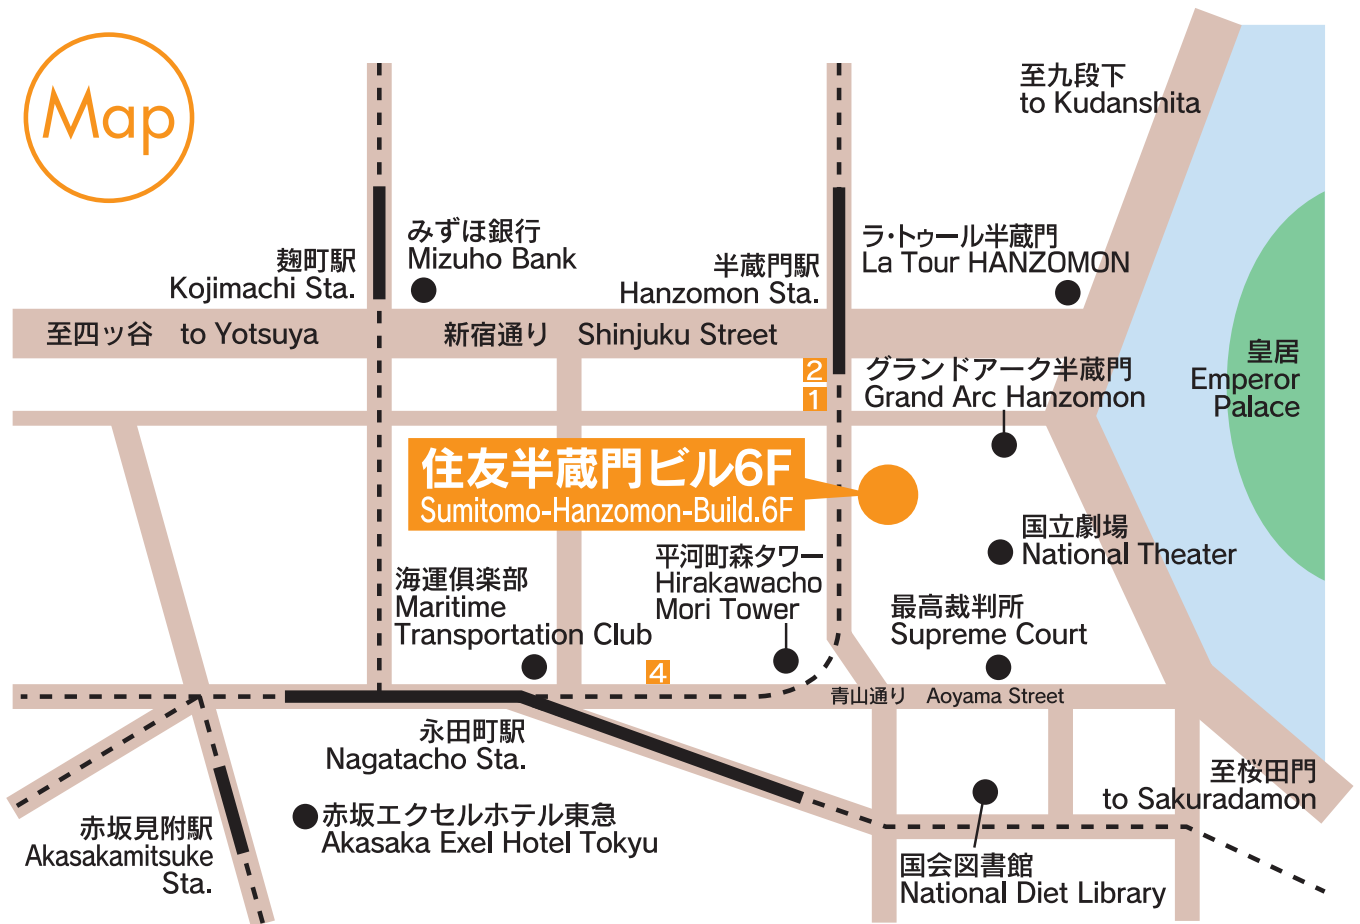 Map
至九段下
to Kudanshita
みずほ銀行
Mizuho Bank
麹町駅
Kojimachi Sta.
半蔵門駅
Hanzomon Sta.
ラ・トゥール半蔵門
La Tour HANZOMON
至四ッ谷 to Yotsuya
新宿通り Shinjuku Street
2
1
グランドアーク半蔵門
Grand Arc Hanzomon
皇居
Emperor
Palace
住友半蔵門ビル6F
Sumitomo-Hanzomon-Build.6F
国立劇場
National Theater
平河町森タワー
Hirakawacho
Mori Tower
海運倶楽部
Maritime
Transportation Club
最高裁判所
Supreme Court
4
青山通り Aoyama Street
永田町駅
Nagatacho Sta.
至桜田門
to Sakuradamon
赤坂見附駅
Akasakamitsuke
Sta.
赤坂エクセルホテル東急
Akasaka Exel Hotel Tokyu
国会図書館
National Diet Library